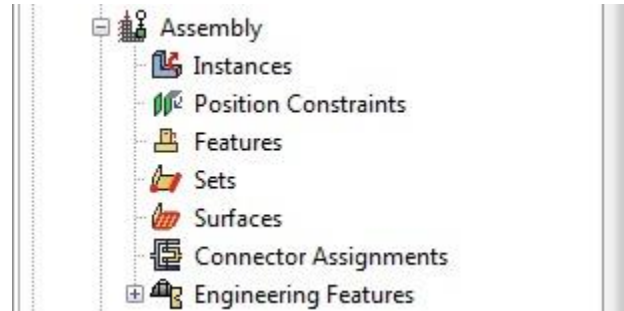 Assembly
Instances
Position Constraints
Features
Sets
Surfaces
Connector Assignments
Engineering Features